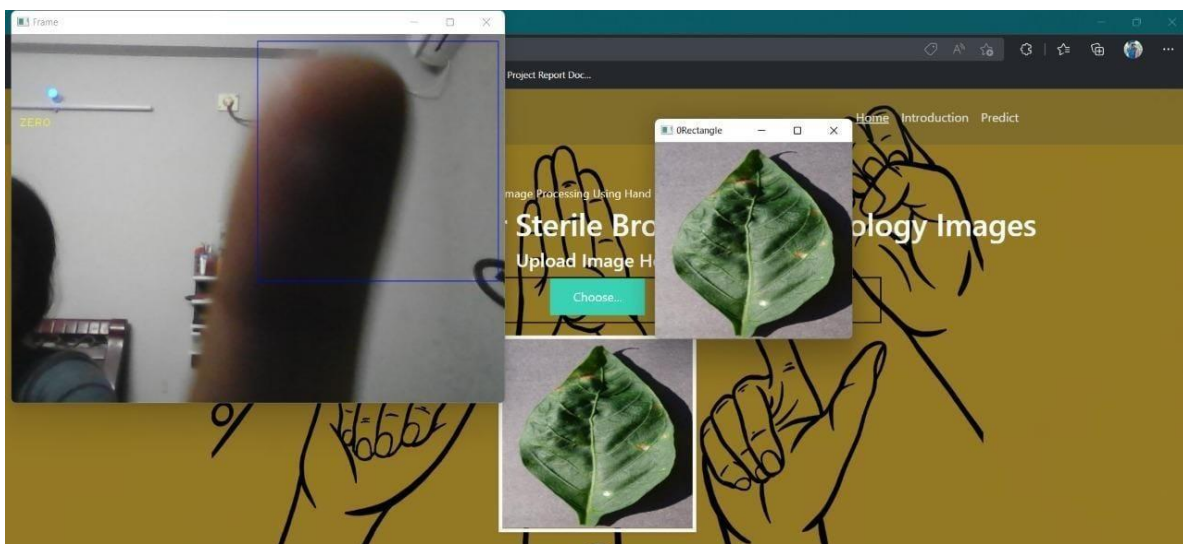 Frame
ZERO
Project Report Doc...
0Rectangle
Home Introduction Predict
mage Processing Using Hand
Sterile Bro
ology Images
Upload Image H
Choose...